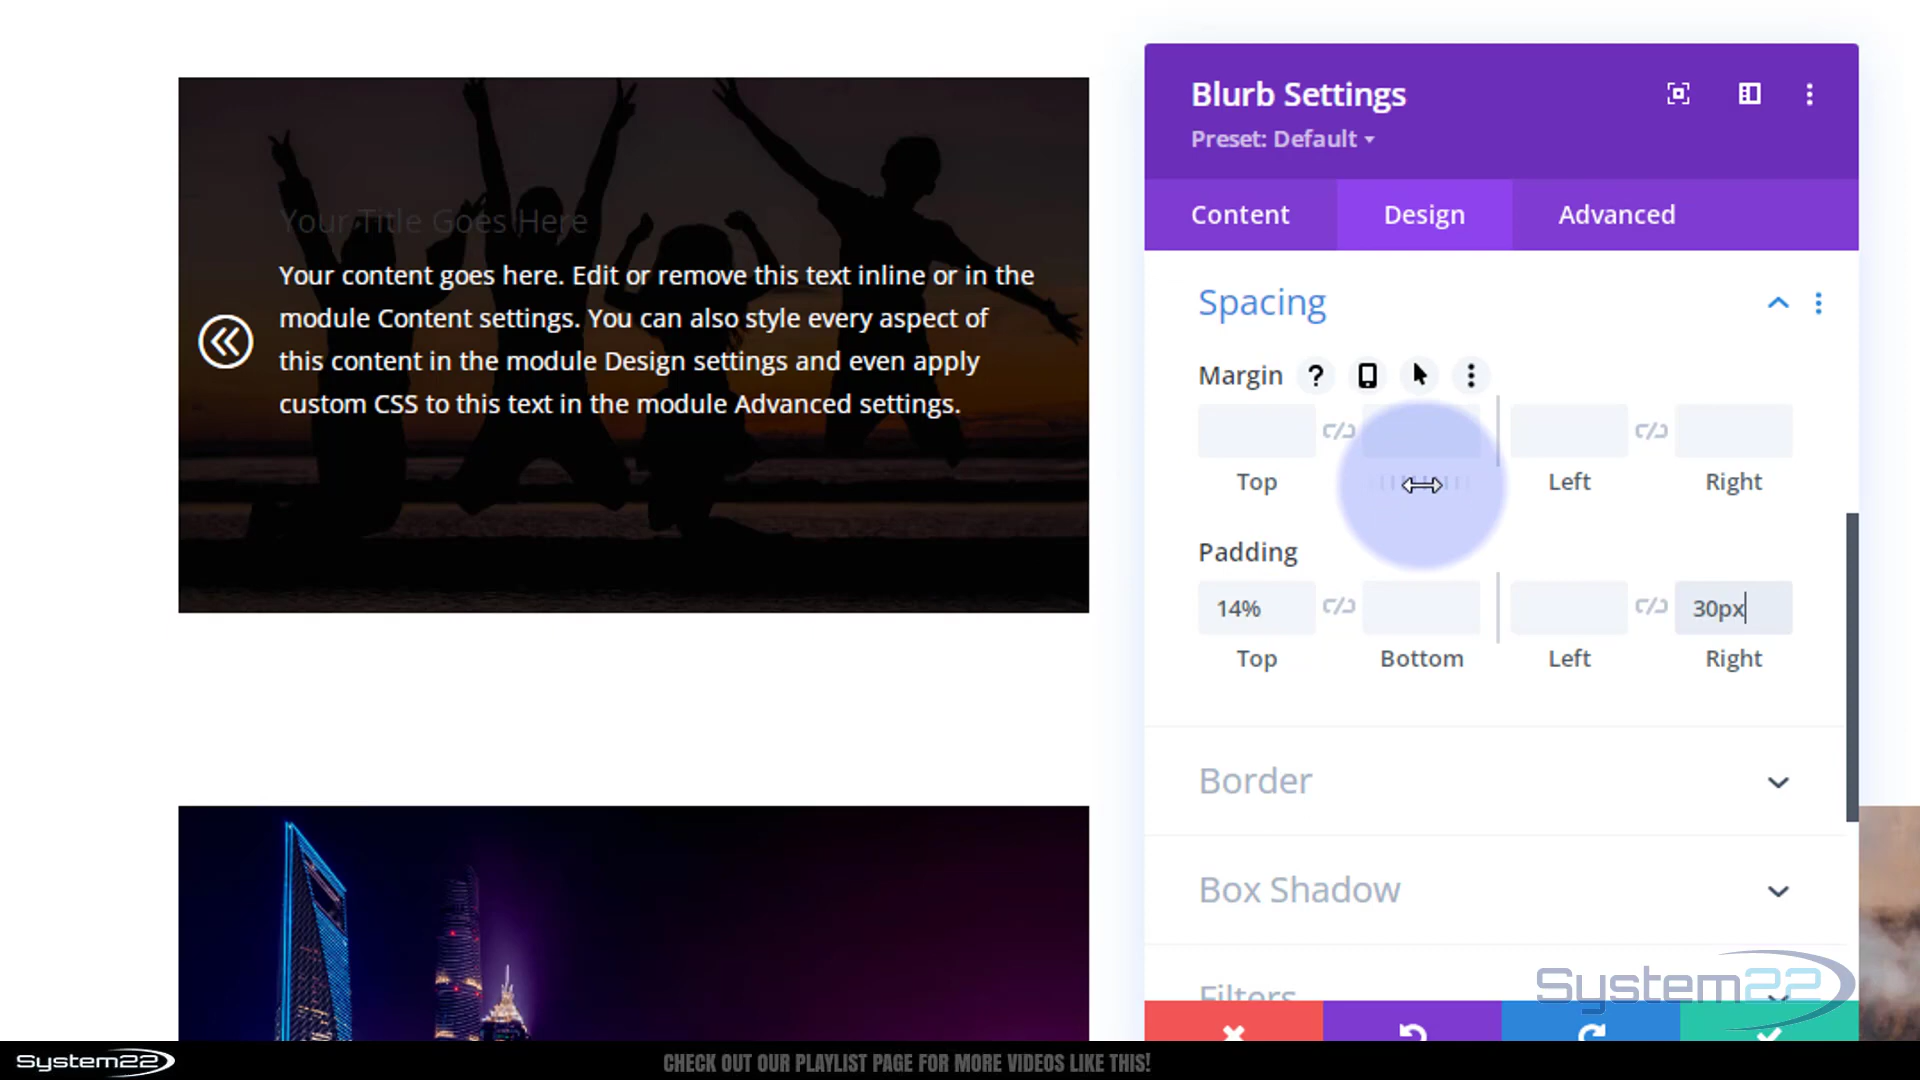 Your Title Goes Here
Your content goes here. Edit or remove this text inline or in the
module Content settings. You can also style every aspect of
this content in the module Design settings and even apply
custom CSS to this text in the module Advanced settings.
Blurb Settings
Preset: Default
Content
Design
Advanced
Spacing
Margin
Top
Left
Right
Padding
14%
30px
Top
Bottom
Left
Right
Border
Box Shadow
Filters
System22
System22
CHECK OUT OUR PLAYLIST PAGE FOR MORE VIDEOS LIKE THIS!